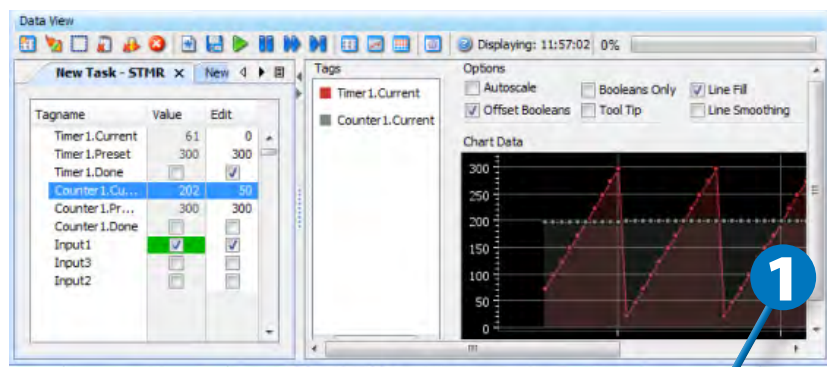 Data View
Displaying: 11:57:02 0%
New Task - STMR X New
Tagname Value Edit
Timer1.Current 61 0
Timer1.Preset 300 300
Timer1.Done
Counter1.Cu... 202 50
Counter1.Pr... 300 300
Counter1.Done
Input1
Input3
Input2
Tags
Timer1.Current
Counter1.Current
Options
Autoscale Booleans Only Line Fill
Offset Booleans Tool Tip Line Smoothing
Chart Data
300
250
200
150
100
50
0
1